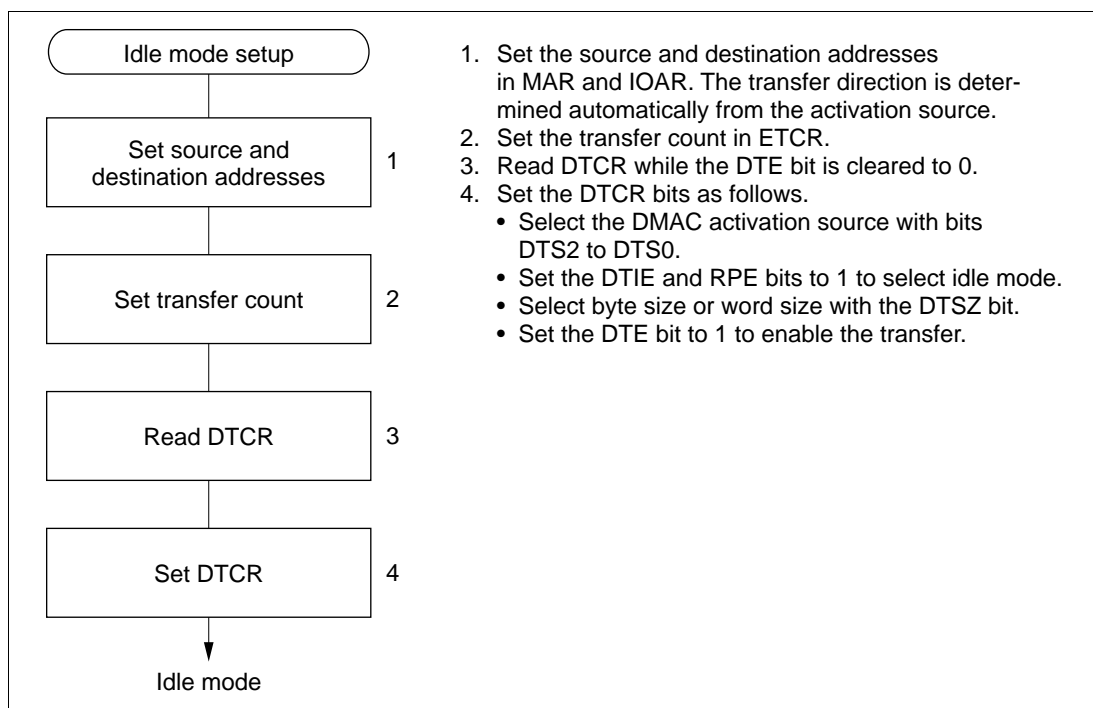 Idle mode setup
Set source and
destination addresses
1
Set transfer count
2
Read DTCR
3
Set DTCR
4
Idle mode
1. Set the source and destination addresses
in MAR and IOAR. The transfer direction is deter-
mined automatically from the activation source.
2. Set the transfer count in ETCR.
3. Read DTCR while the DTE bit is cleared to 0.
4. Set the DTCR bits as follows.
• Select the DMAC activation source with bits
DTS2 to DTS0.
• Set the DTIE and RPE bits to 1 to select idle mode.
• Select byte size or word size with the DTSZ bit.
• Set the DTE bit to 1 to enable the transfer.